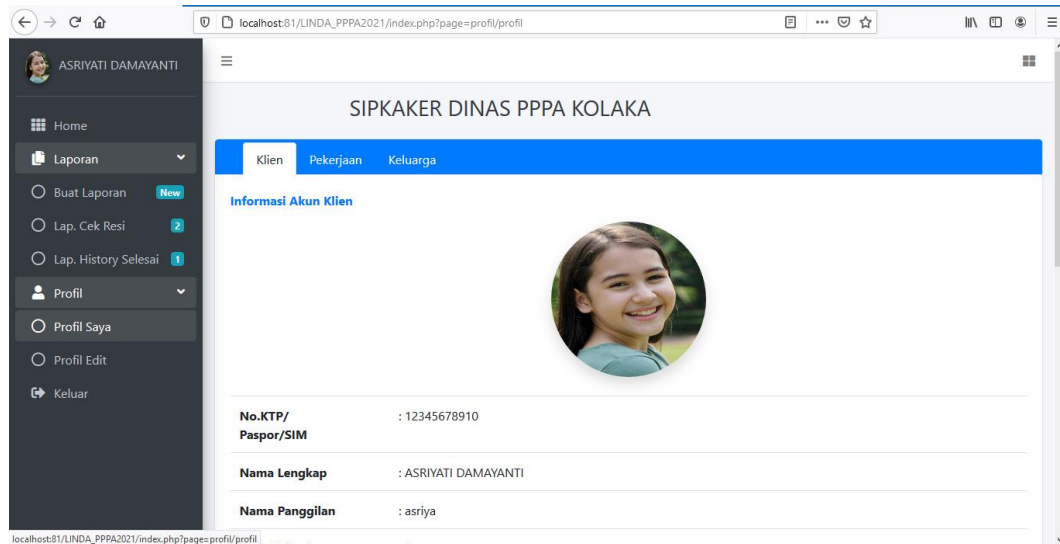 localhost:81/LINDA_PPPA2021/index.php?page=profil/profil
ASRIYATI DAMAYANTI
Home
Laporan
Buat Laporan New
Lap. Cek Resi 2
Lap. History Selesai 1
Profil
Profil Saya
Profil Edit
Keluar
SIPKAKER DINAS PPPA KOLAKA
Klien Pekerjaan Keluarga
Informasi Akun Klien
No.KTP/ : 12345678910
Paspor/SIM
Nama Lengkap : ASRIYATI DAMAYANTI
Nama Panggilan : asriya
localhost:81/LINDA_PPPA2021/index.php?page=profil/profil